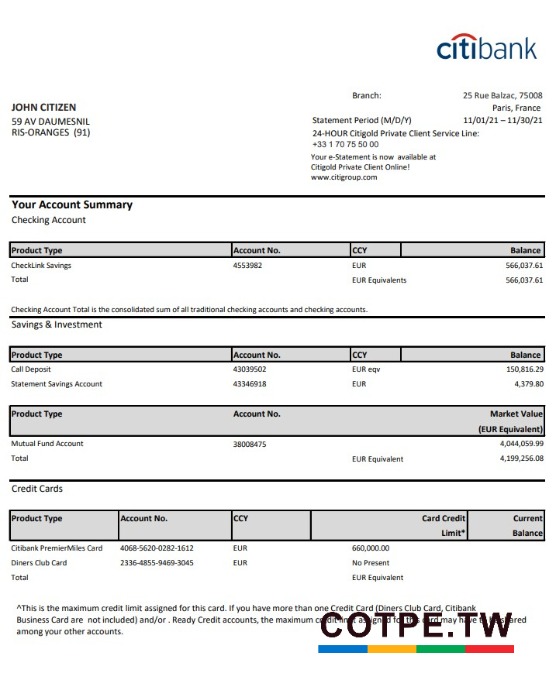 citibank
Branch: 25 Rue Balzac, 75008
Paris, France
JOHN CITIZEN
59 AV DAUMESNIL
RIS-ORANGES (91)
Statement Period (M/D/Y) 11/01/21 – 11/30/21
24-HOUR Citigold Private Client Service Line:
+33 1 70 75 50 00
Your e-Statement is now available at
Citigold Private Client Online!
www.citigroup.com
Your Account Summary
Checking Account
Product Type Account No. CCY Balance
CheckLink Savings 4553982 EUR 566,037.61
Total EUR Equivalents 566,037.61
Checking Account Total is the consolidated sum of all traditional checking accounts and checking accounts.
Savings & Investment
Product Type Account No. CCY Balance
Call Deposit 43039502 EUR eqv 150,816.29
Statement Savings Account 43346918 EUR 4,379.80
Product Type Account No. Market Value
(EUR Equivalent)
Mutual Fund Account 38008475 4,044,059.99
Total EUR Equivalent 4,199,256.08
Credit Cards
Product Type Account No. CCY Card Credit Current
Limit* Balance
Citibank PremierMiles Card 4068-5620-0282-1612 EUR 660,000.00
Diners Club Card 2336-4855-9469-3045 EUR No Present
Total EUR Equivalent
^This is the maximum credit limit assigned for this card. If you have more than one Credit Card (Diners Club Card, Citibank
Business Card are not included) and/or . Ready Credit accounts, the maximum credit limit assigned for this card may have to be shared
among your other accounts.
COTPE.TW